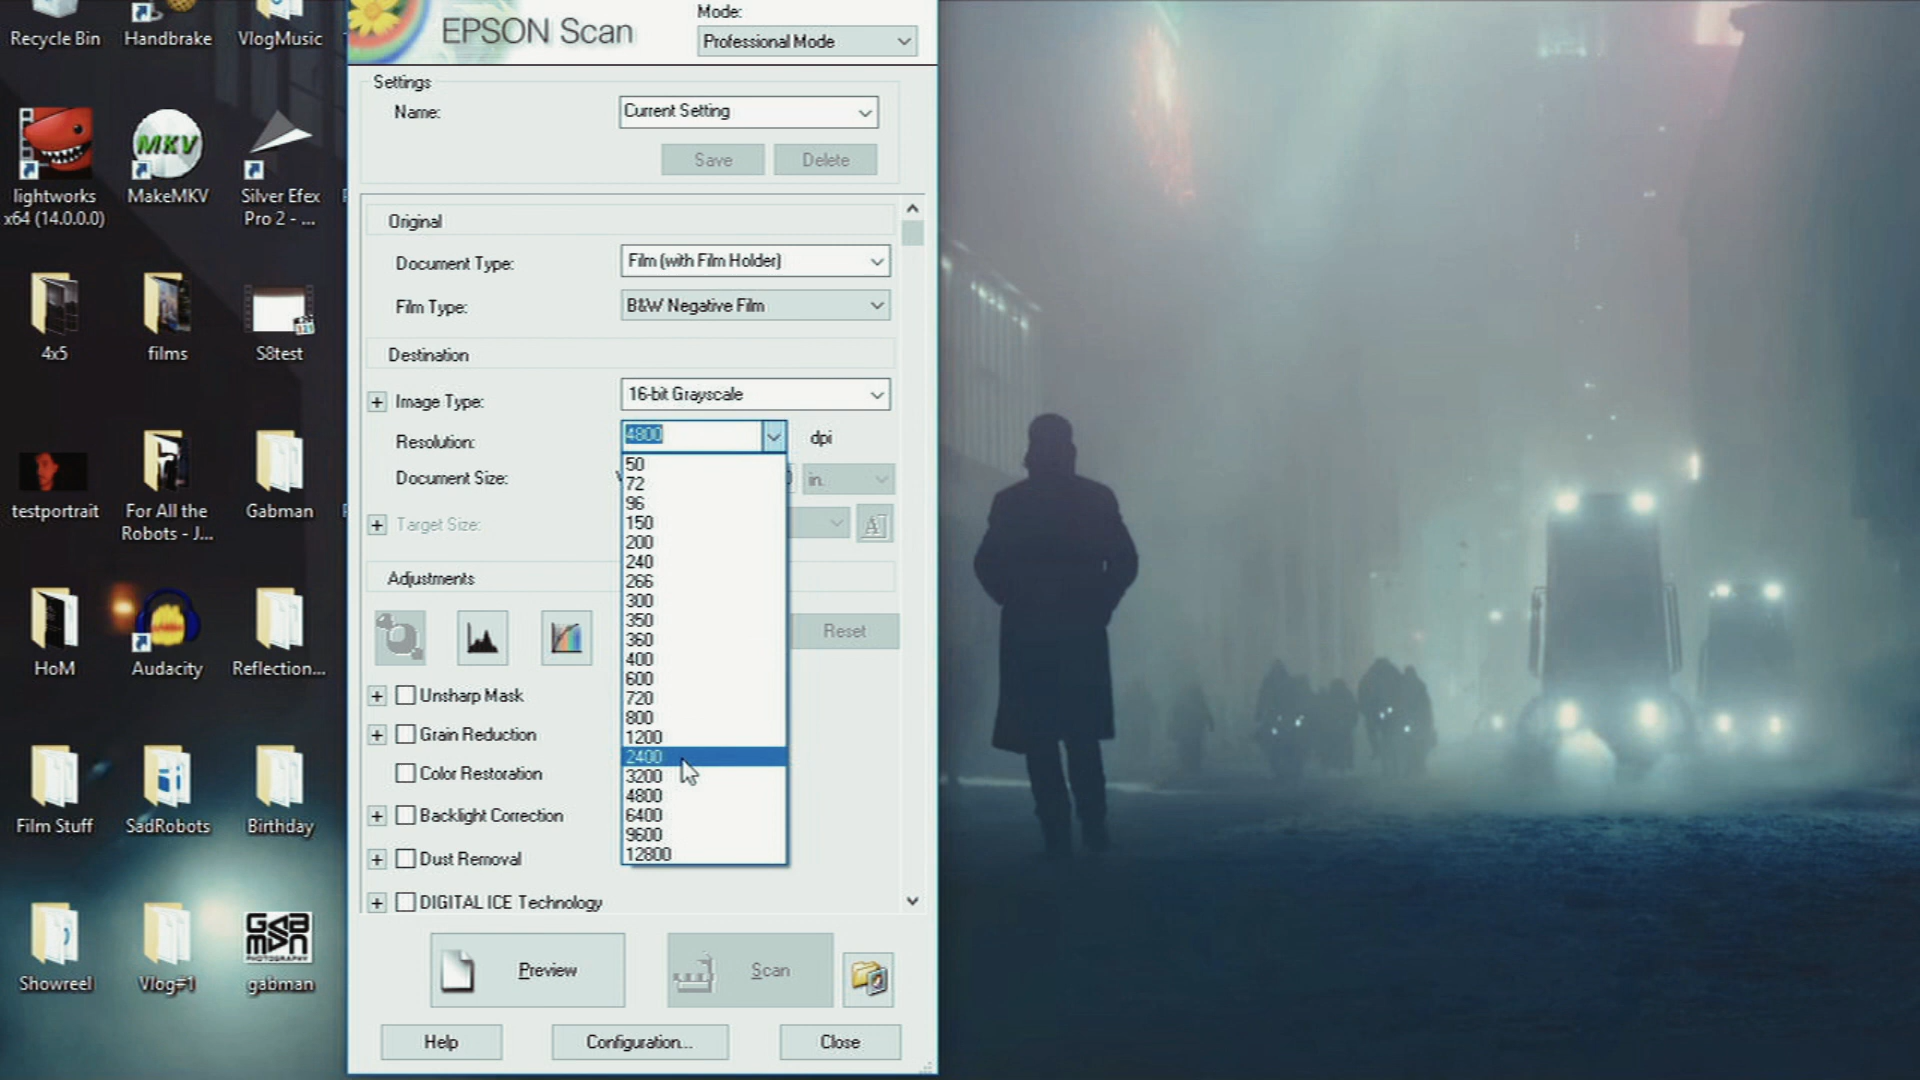 Recycle Bin
Handbrake
VlogMusic
lightworks
x64 (14.0.0.0)
MKV
MakeMKV
Silver Efex
Pro 2 - ...
4x5
films
S8test
testportrait
For All the
Robots - J...
Gabman
HoM
Audacity
Reflection...
Film Stuff
SadRobots
Birthday
Showreel
Vlog#1
GABMAN
PHOTOGRAPHY
gabman
EPSON Scan
Mode:
Professional Mode
Settings
Name:
Current Setting
Save
Delete
Original
Document Type:
Film (with Film Holder)
Film Type:
B&W Negative Film
Destination
Image Type:
16-bit Grayscale
Resolution:
4800
dpi
Document Size:
in.
Target Size:
50
72
96
150
200
240
266
300
350
360
400
600
720
800
1200
2400
3200
4800
6400
9600
12800
Adjustments
Reset
Unsharp Mask
Grain Reduction
Color Restoration
Backlight Correction
Dust Removal
DIGITAL ICE Technology
Preview
Scan
Help
Configuration...
Close